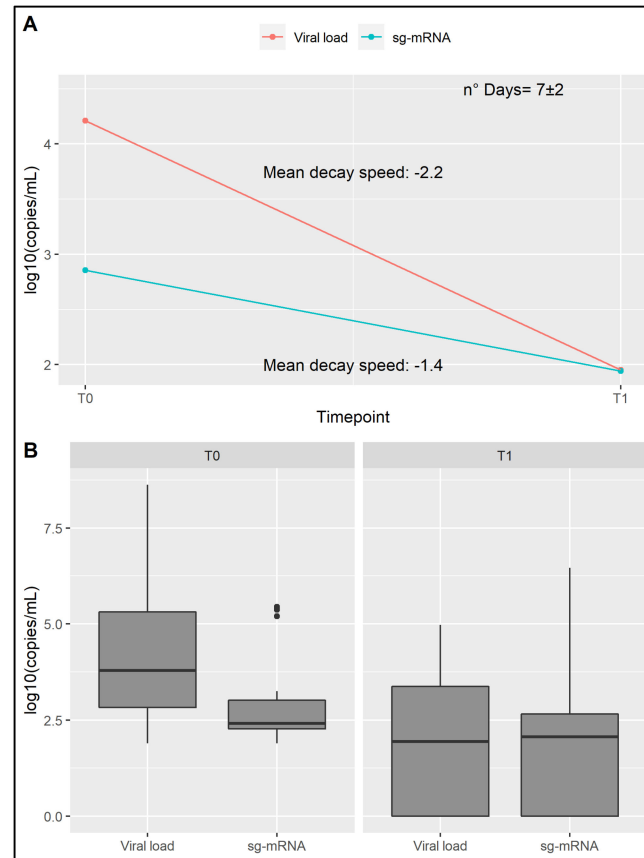 A
Viral load sg-mRNA
n° Days= 7±2
4
Mean decay speed: -2.2
log10(copies/mL)
3
Mean decay speed: -1.4
2
T0 T1
Timepoint
B
T0 T1
7.5
log10(copies/mL)
5.0
2.5
0.0
Viral load sg-mRNA Viral load sg-mRNA